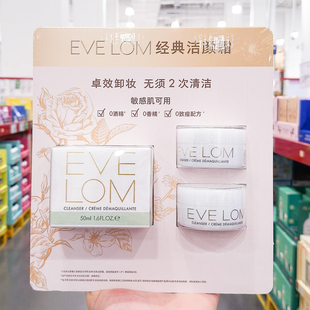 EVE LOM 经典洁颜霜
卓效卸妆 无须2次清洁
敏感肌可用
0酒精 0香精 0致痘配方
EVE
LOM
CLEANSER / CRÈME DÉMAQUILLANTE
50ml 1.6FL.OZ.e
EVE LOM
CLEANSER / CRÈME DÉMAQUILLANTE
EVE LOM
CLEANSER / CRÈME DÉMAQUILLANTE